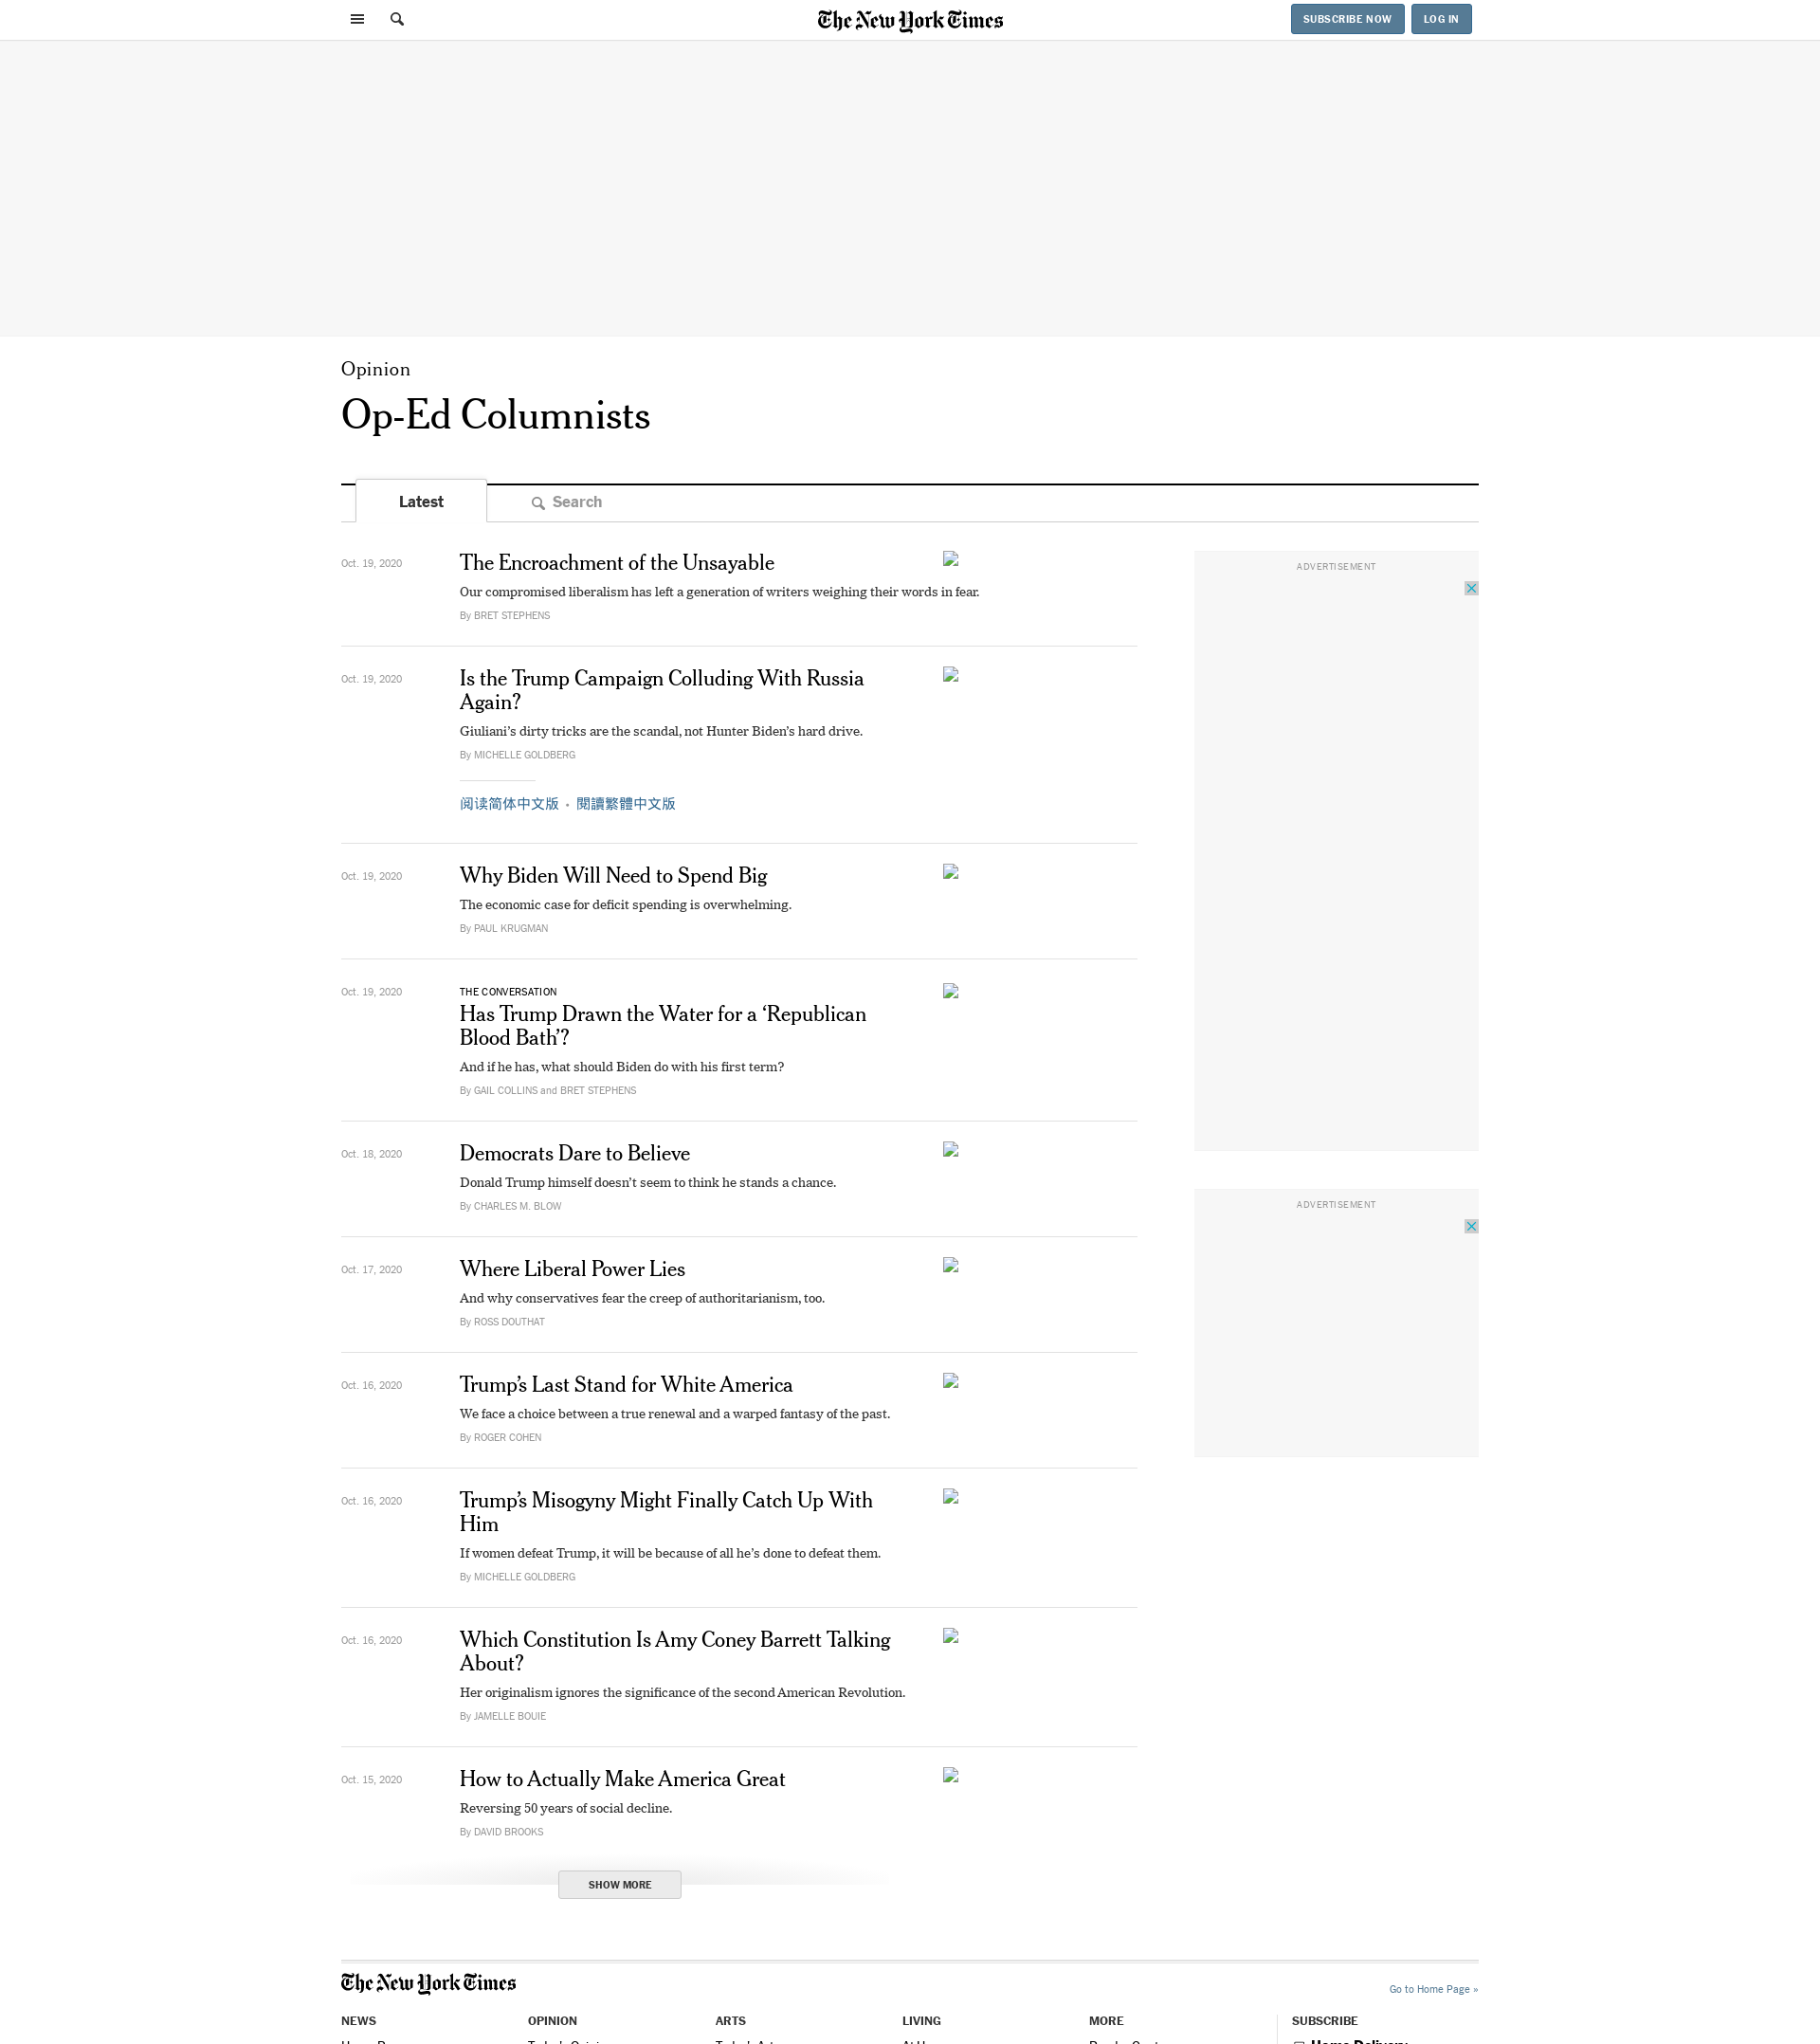 The New York Times
SUBSCRIBE NOW
LOG IN
Opinion
Op-Ed Columnists
Latest
Search
Oct. 19, 2020
The Encroachment of the Unsayable
Our compromised liberalism has left a generation of writers weighing their words in fear.
By BRET STEPHENS
Oct. 19, 2020
Is the Trump Campaign Colluding With Russia
Again?
Giuliani’s dirty tricks are the scandal, not Hunter Biden’s hard drive.
By MICHELLE GOLDBERG
阅读简体中文版 • 閱讀繁體中文版
Oct. 19, 2020
Why Biden Will Need to Spend Big
The economic case for deficit spending is overwhelming.
By PAUL KRUGMAN
Oct. 19, 2020
THE CONVERSATION
Has Trump Drawn the Water for a ‘Republican
Blood Bath’?
And if he has, what should Biden do with his first term?
By GAIL COLLINS and BRET STEPHENS
Oct. 18, 2020
Democrats Dare to Believe
Donald Trump himself doesn’t seem to think he stands a chance.
By CHARLES M. BLOW
Oct. 17, 2020
Where Liberal Power Lies
And why conservatives fear the creep of authoritarianism, too.
By ROSS DOUTHAT
Oct. 16, 2020
Trump’s Last Stand for White America
We face a choice between a true renewal and a warped fantasy of the past.
By ROGER COHEN
Oct. 16, 2020
Trump’s Misogyny Might Finally Catch Up With
Him
If women defeat Trump, it will be because of all he’s done to defeat them.
By MICHELLE GOLDBERG
Oct. 16, 2020
Which Constitution Is Amy Coney Barrett Talking
About?
Her originalism ignores the significance of the second American Revolution.
By JAMELLE BOUIE
Oct. 15, 2020
How to Actually Make America Great
Reversing 50 years of social decline.
By DAVID BROOKS
SHOW MORE
ADVERTISEMENT
ADVERTISEMENT
The New York Times
Go to Home Page »
NEWS
OPINION
ARTS
LIVING
MORE
SUBSCRIBE